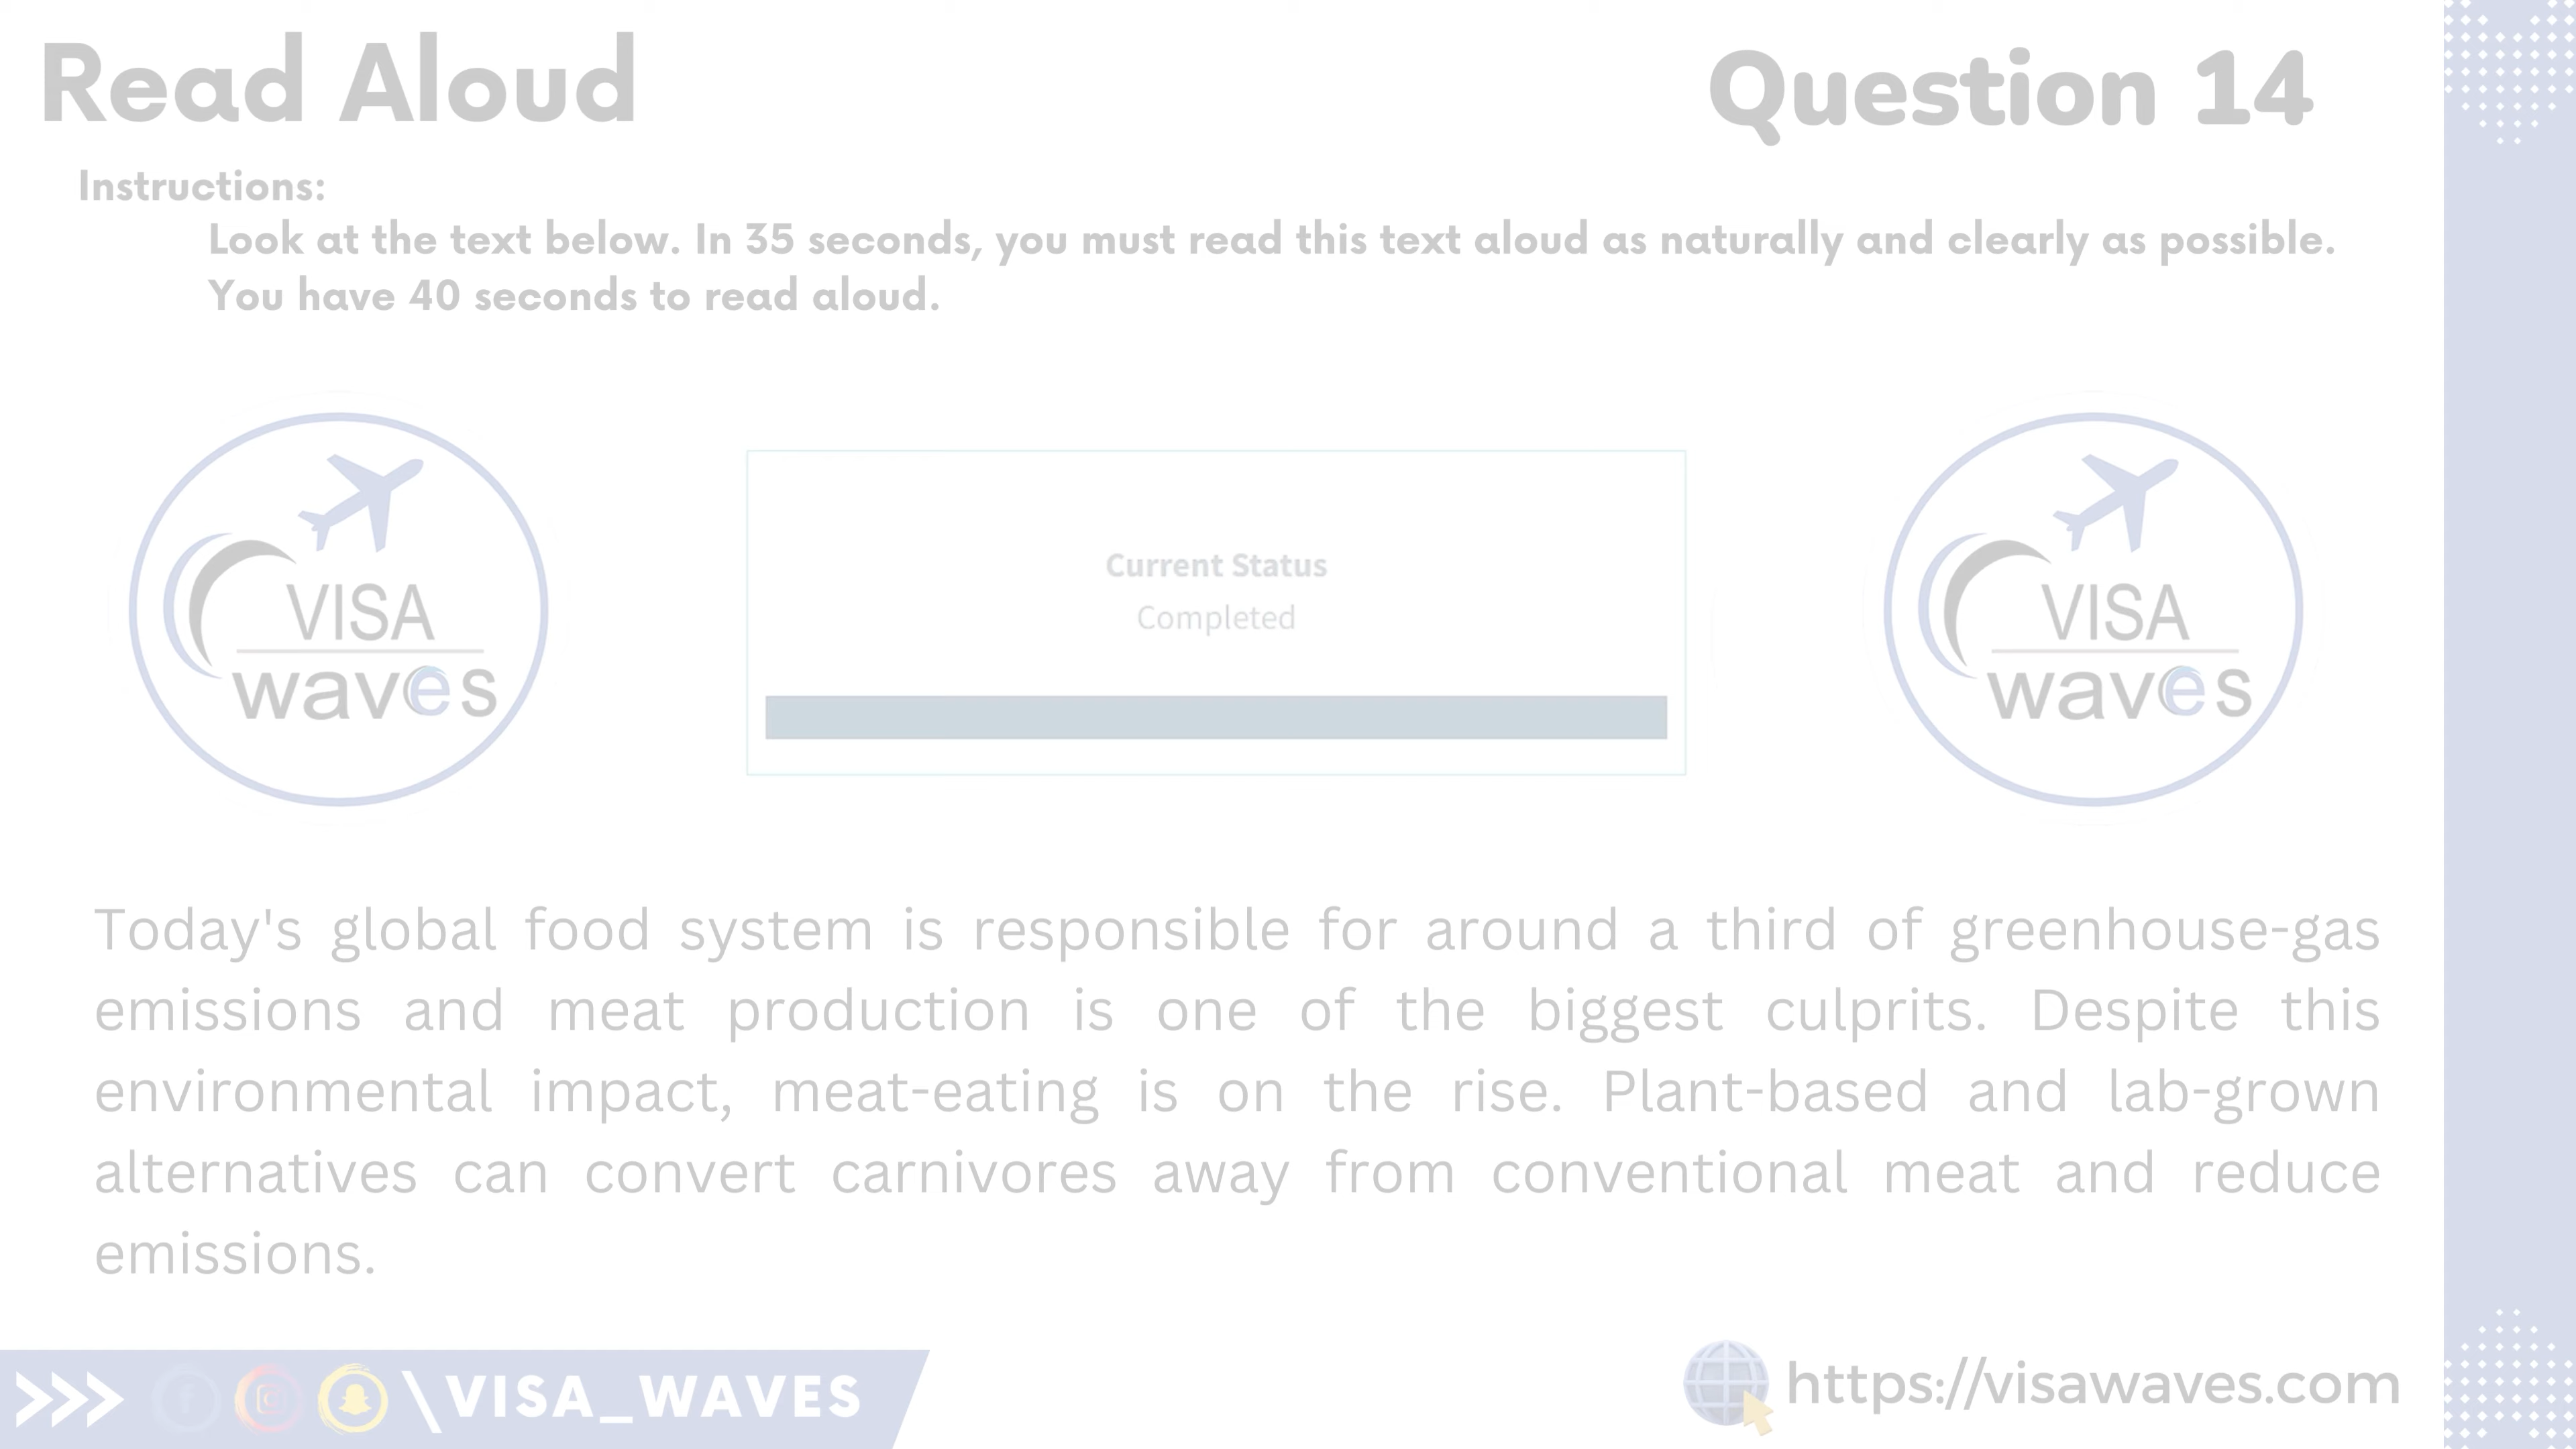 Read Aloud
Question 14
Instructions:
Look at the text below. In 35 seconds, you must read this text aloud as naturally and clearly as possible.
You have 40 seconds to read aloud.
VISA
waves
Current Status
Completed
VISA
waves
Today's global food system is responsible for around a third of greenhouse-gas
emissions and meat production is one of the biggest culprits. Despite this
environmental impact, meat-eating is on the rise. Plant-based and lab-grown
alternatives can convert carnivores away from conventional meat and reduce
emissions.
\VISA_WAVES
https://visawaves.com